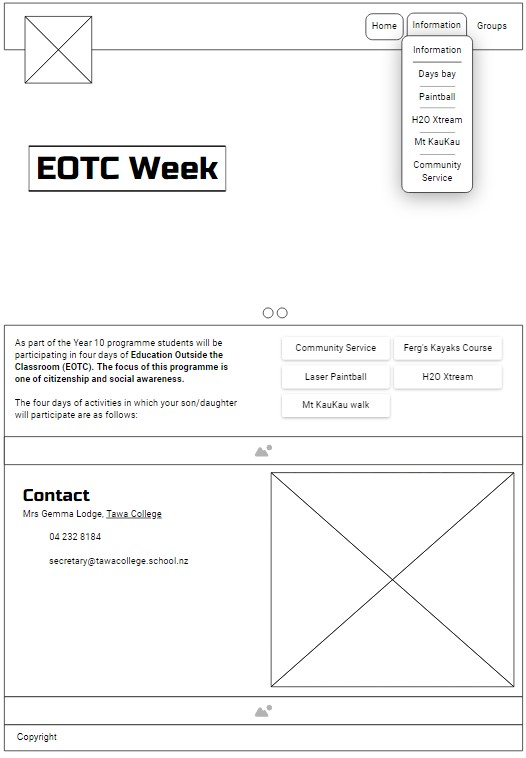 Home
Information
Groups
Information
Days bay
Paintball
H2O Xtream
Mt KauKau
Community
Service
EOTC Week
As part of the Year 10 programme students will be
participating in four days of Education Outside the
Classroom (EOTC). The focus of this programme is
one of citizenship and social awareness.
The four days of activities in which your son/daughter
will participate are as follows:
Community Service
Ferg's Kayaks Course
Laser Paintball
H2O Xtream
Mt KauKau walk
Contact
Mrs Gemma Lodge, Tawa College
04 232 8184
secretary@tawacollege.school.nz
Copyright